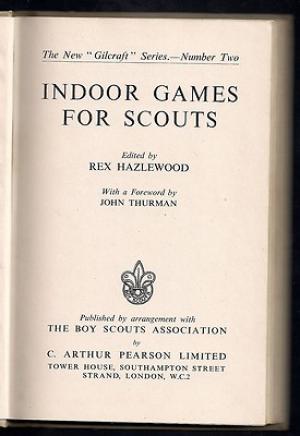 The New "Gilcraft" Series.—Number Two
INDOOR GAMES
FOR SCOUTS
Edited by
REX HAZLEWOOD
With a Foreword by
JOHN THURMAN
Published by arrangement with
THE BOY SCOUTS ASSOCIATION
by
C. ARTHUR PEARSON LIMITED
TOWER HOUSE, SOUTHAMPTON STREET
STRAND, LONDON, W.C.2